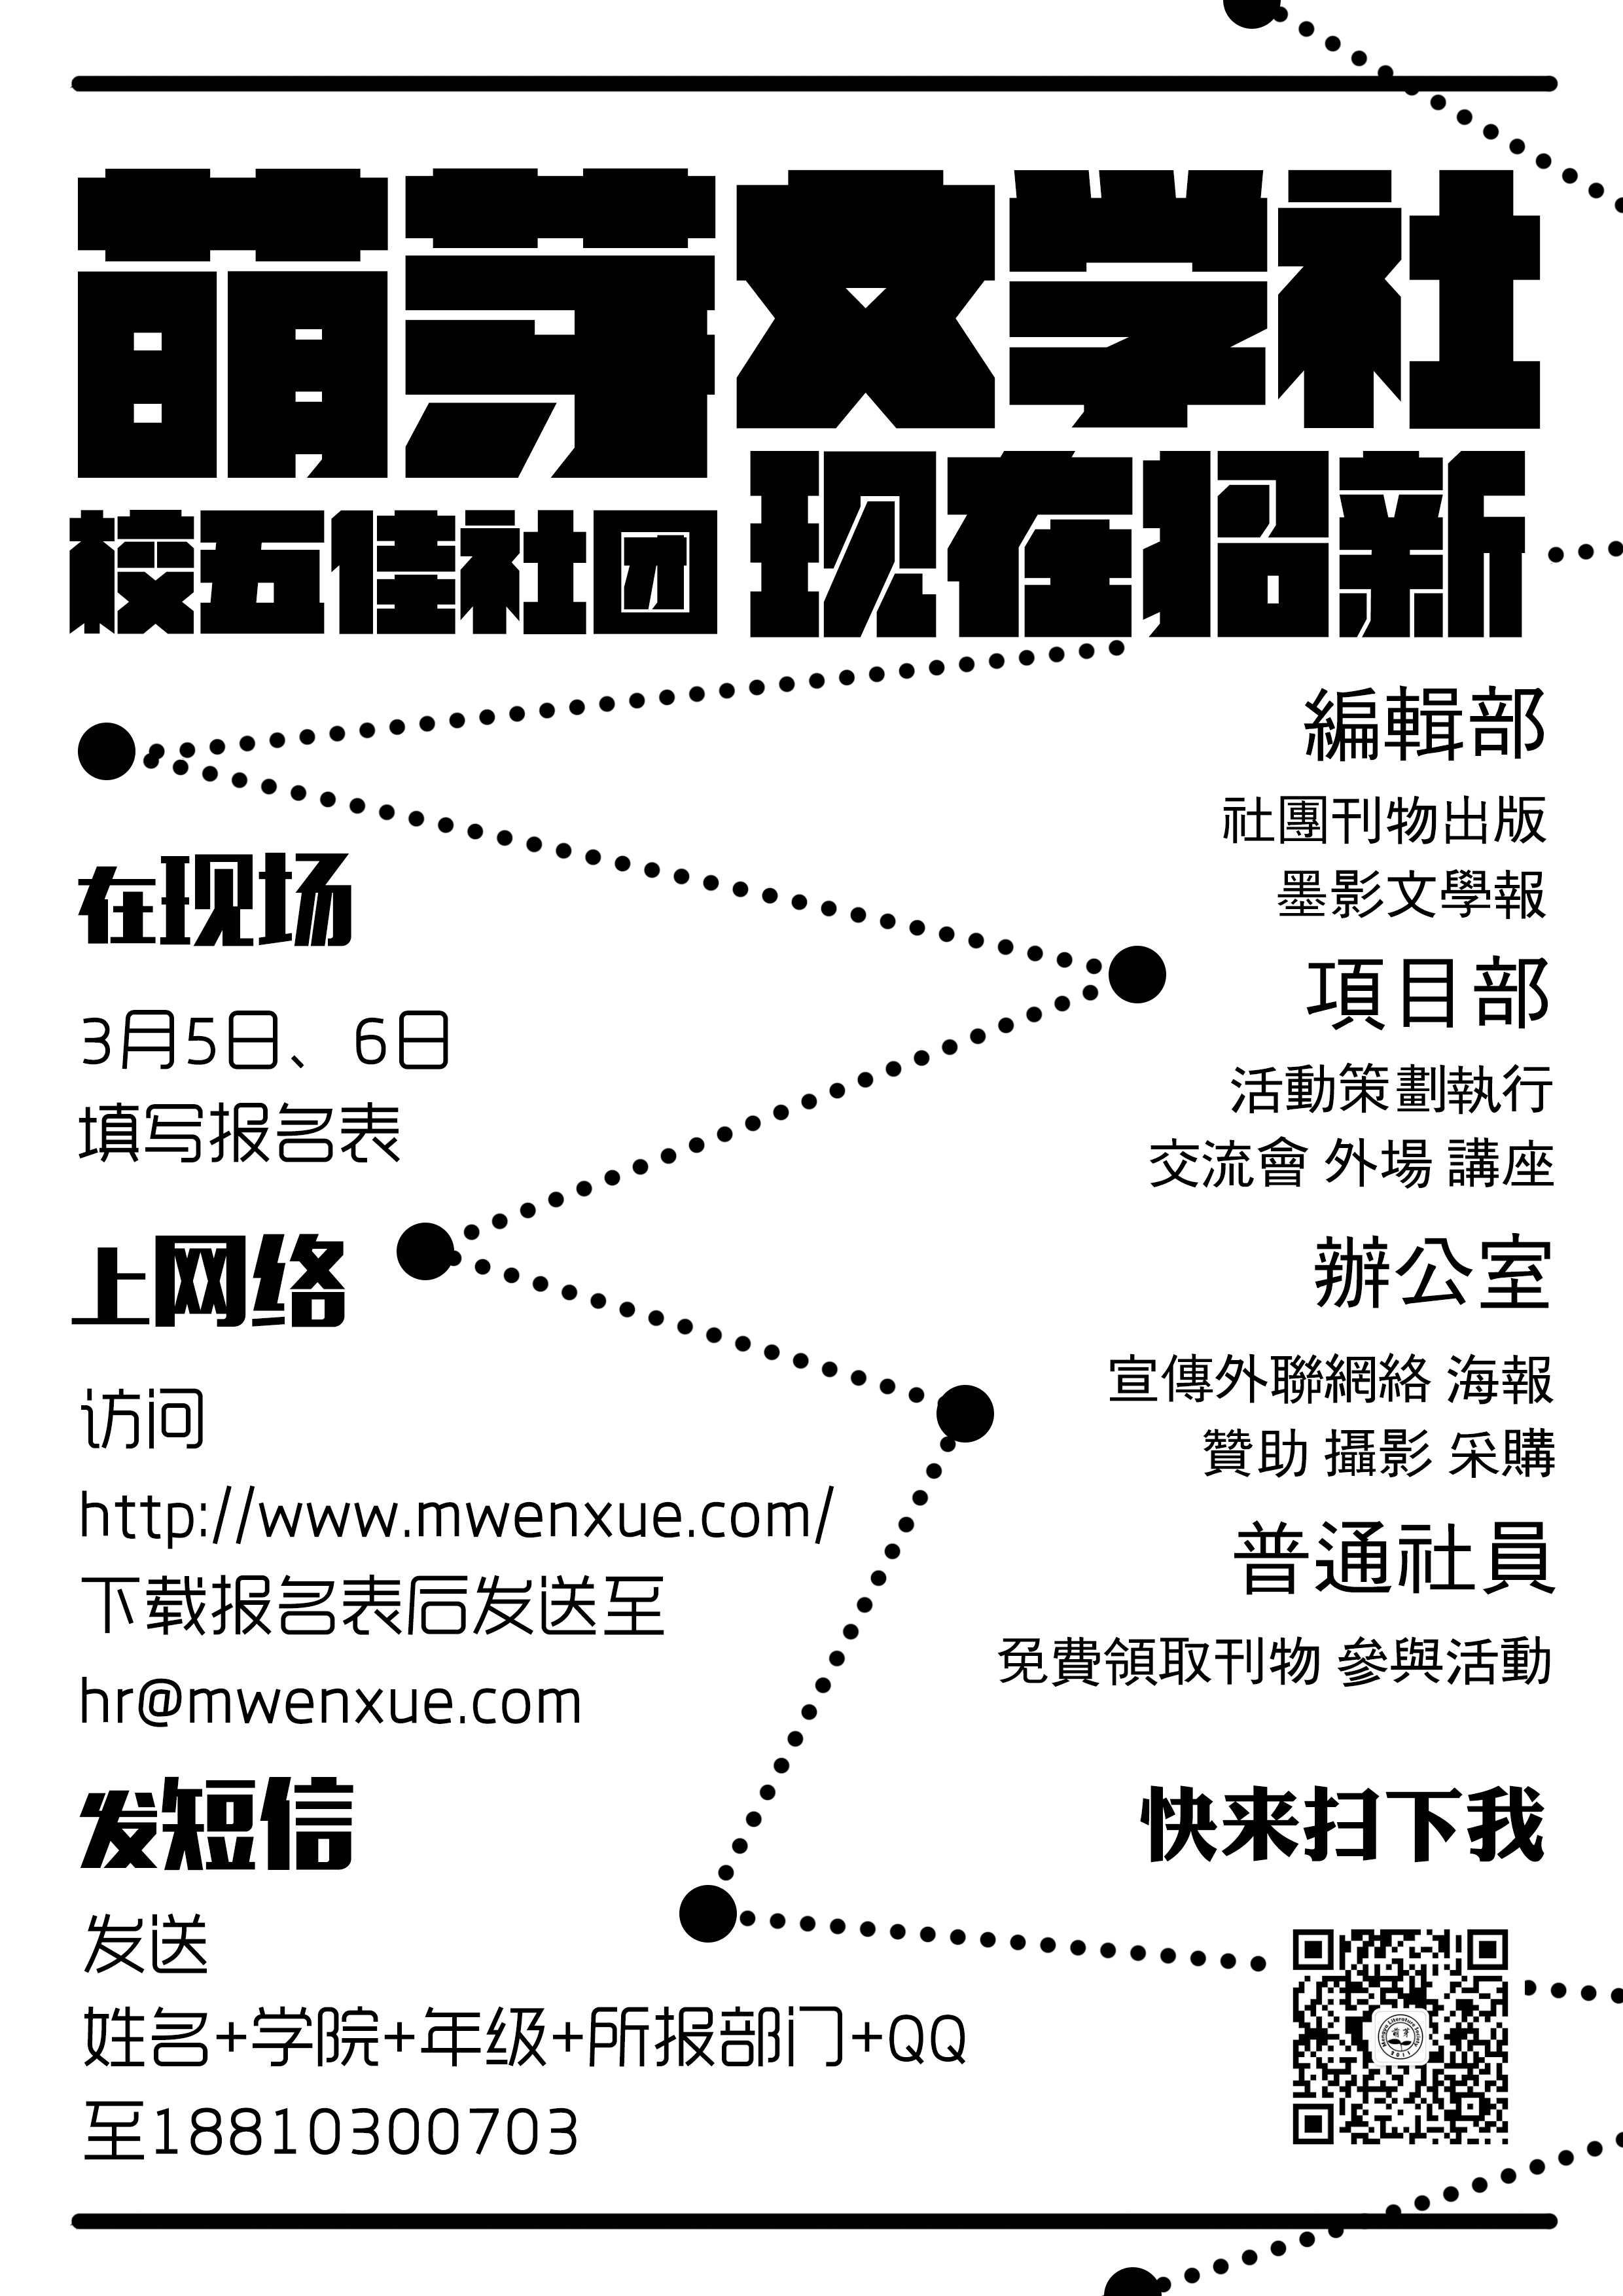 萌芽文学社
校五佳社团 现在招新
在现场
3月5日、6日
填写报名表
上网络
访问
http://www.mwenxue.com/
下载报名表后发送至
hr@mwenxue.com
发短信
发送
姓名+学院+年级+所报部门+QQ
至18810300703
編輯部
社團刊物出版
墨影文學報
項目部
活動策劃執行
交流會 外場 講座
辦公室
宣傳外聯網絡 海報
贊助 攝影 采購
普通社員
免費領取刊物 參與活動
快来扫下我